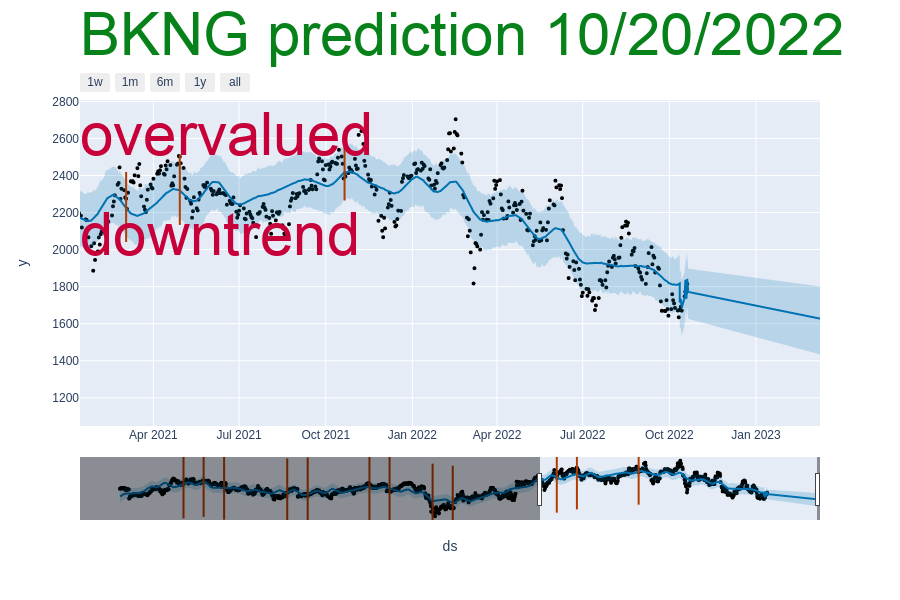 BKNG prediction 10/20/2022
1w 1m 6m 1y all
2800
overvalued
2600
2400
2200
downtrend
2000
y
1800
1600
1400
1200
Apr 2021 Jul 2021 Oct 2021 Jan 2022 Apr 2022 Jul 2022 Oct 2022 Jan 2023
ds